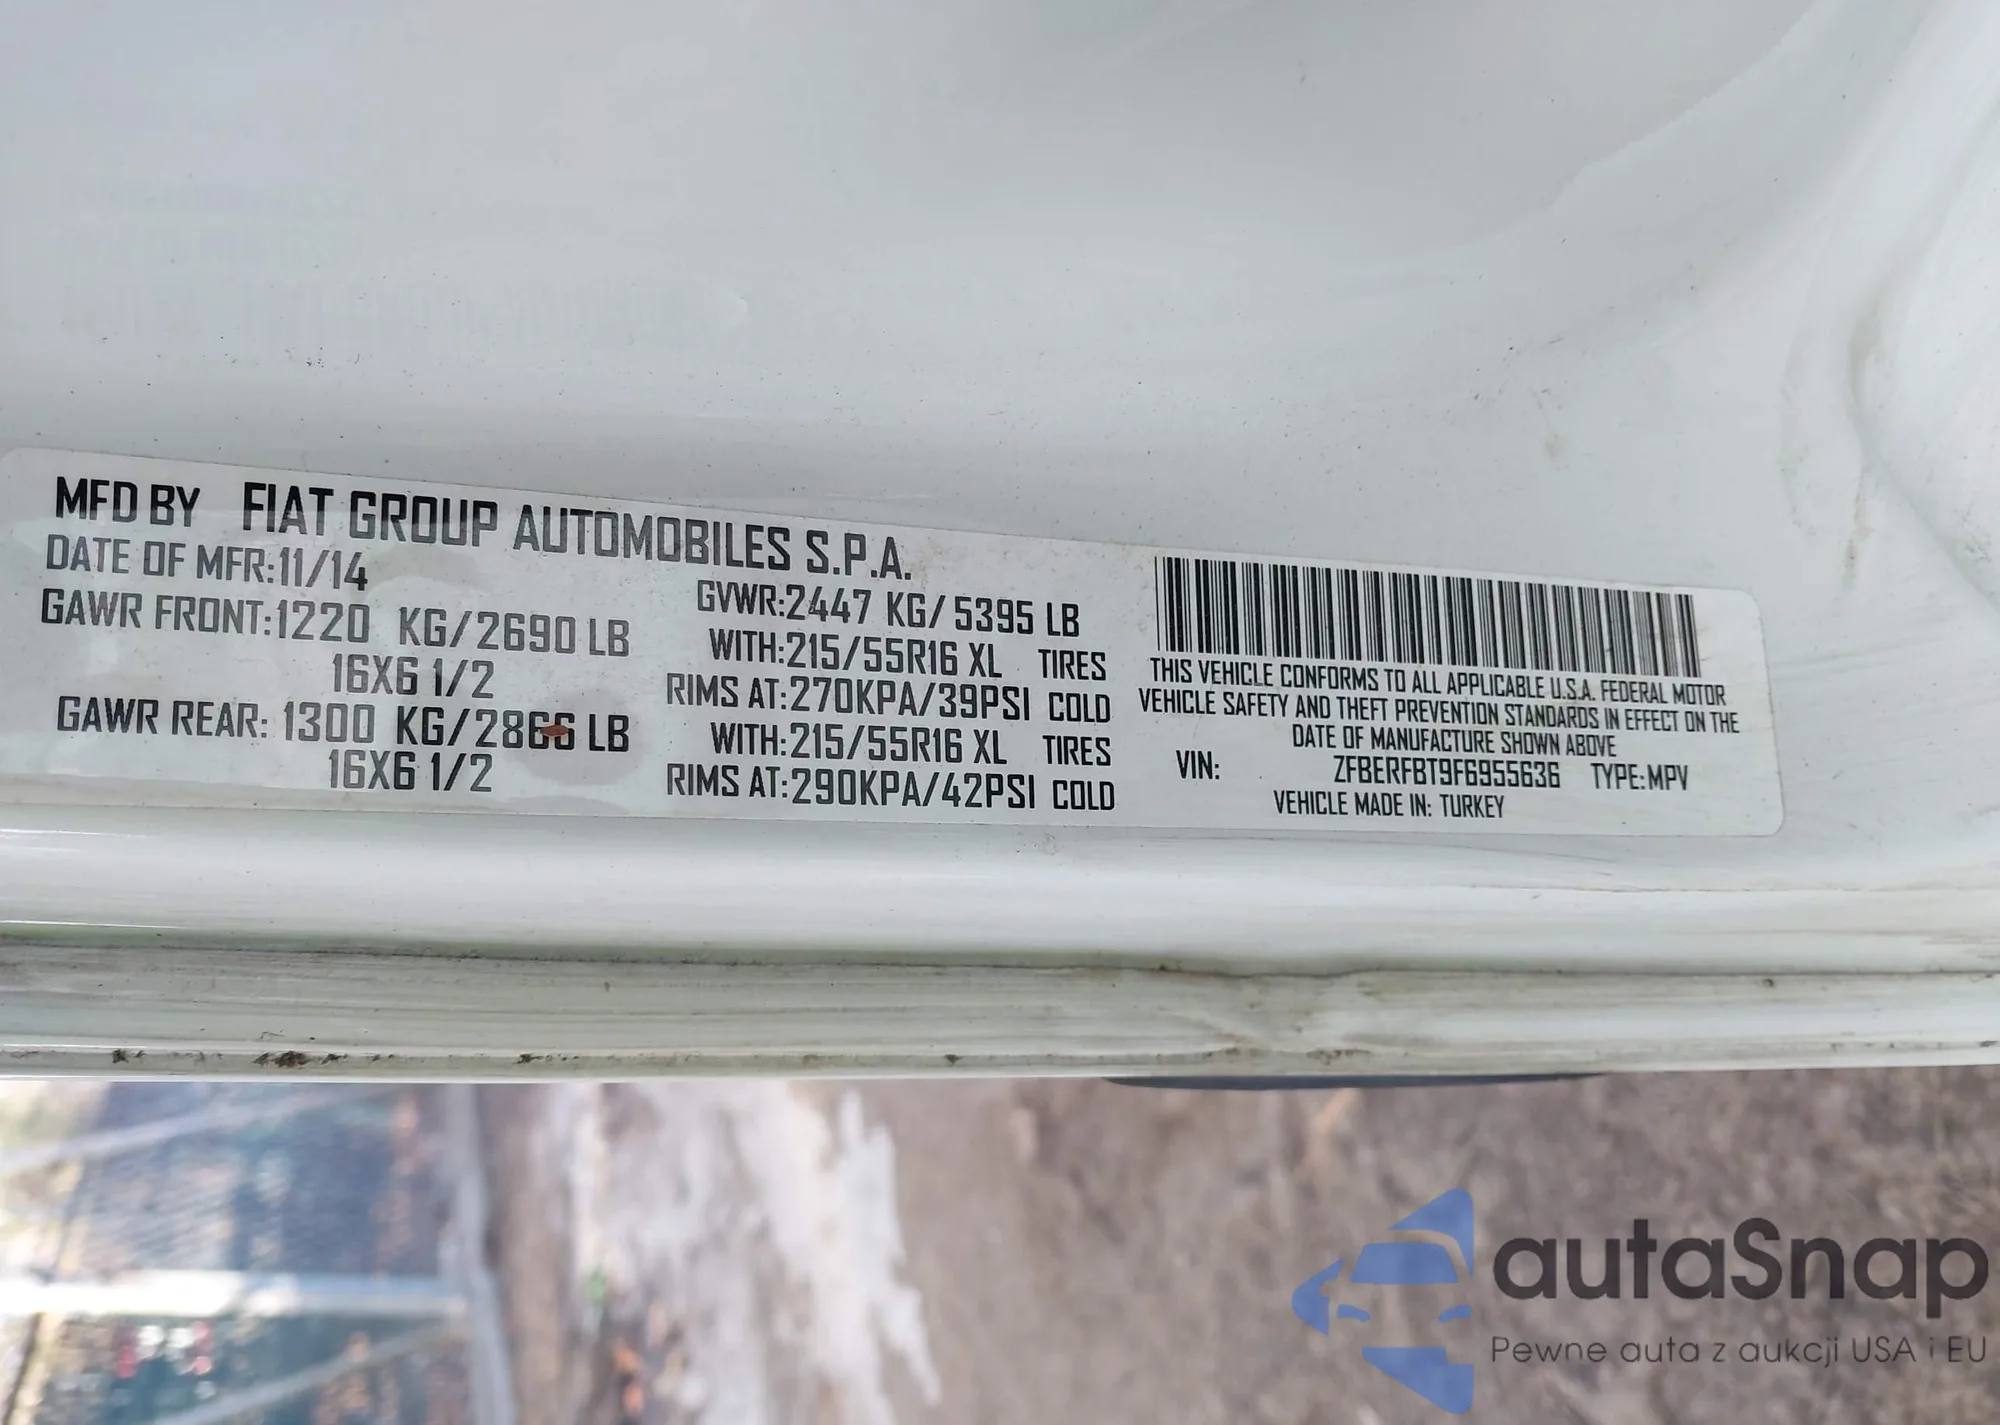 MFD BY FIAT GROUP AUTOMOBILES S.P.A.
DATE OF MFR:11/14
GAWR FRONT:1220 KG/2690 LB
16X6 1/2
GAWR REAR: 1300 KG/2866 LB
16X6 1/2
GVWR:2447 KG/5395 LB
WITH:215/55R16 XL TIRES
RIMS AT:270KPA/39PSI COLD
WITH:215/55R16 XL TIRES
RIMS AT:290KPA/42PSI COLD
THIS VEHICLE CONFORMS TO ALL APPLICABLE U.S.A. FEDERAL MOTOR
VEHICLE SAFETY AND THEFT PREVENTION STANDARDS IN EFFECT ON THE
DATE OF MANUFACTURE SHOWN ABOVE
VIN: ZFBERFBT9F6955636 TYPE:MPV
VEHICLE MADE IN: TURKEY
autaSnap
Pewne auta z aukcji USA i EU